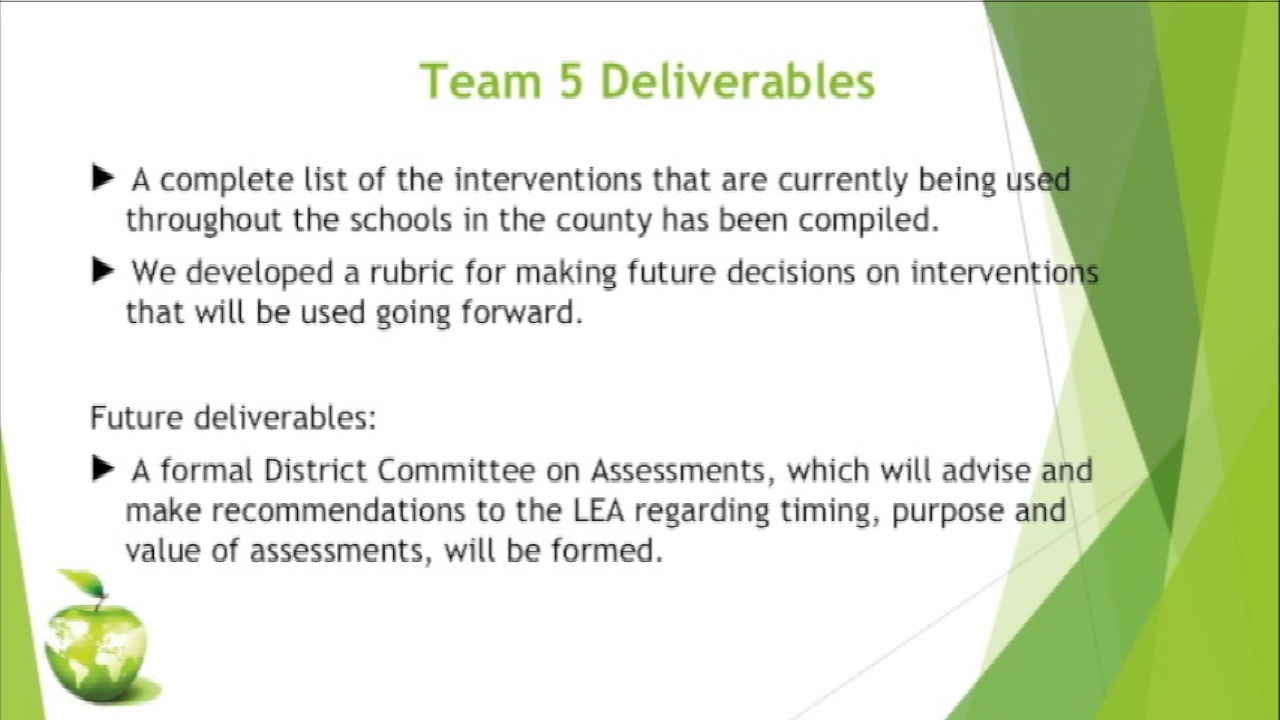 Team 5 Deliverables
▶ A complete list of the interventions that are currently being used
throughout the schools in the county has been compiled.
▶ We developed a rubric for making future decisions on interventions
that will be used going forward.
Future deliverables:
▶ A formal District Committee on Assessments, which will advise and
make recommendations to the LEA regarding timing, purpose and
value of assessments, will be formed.